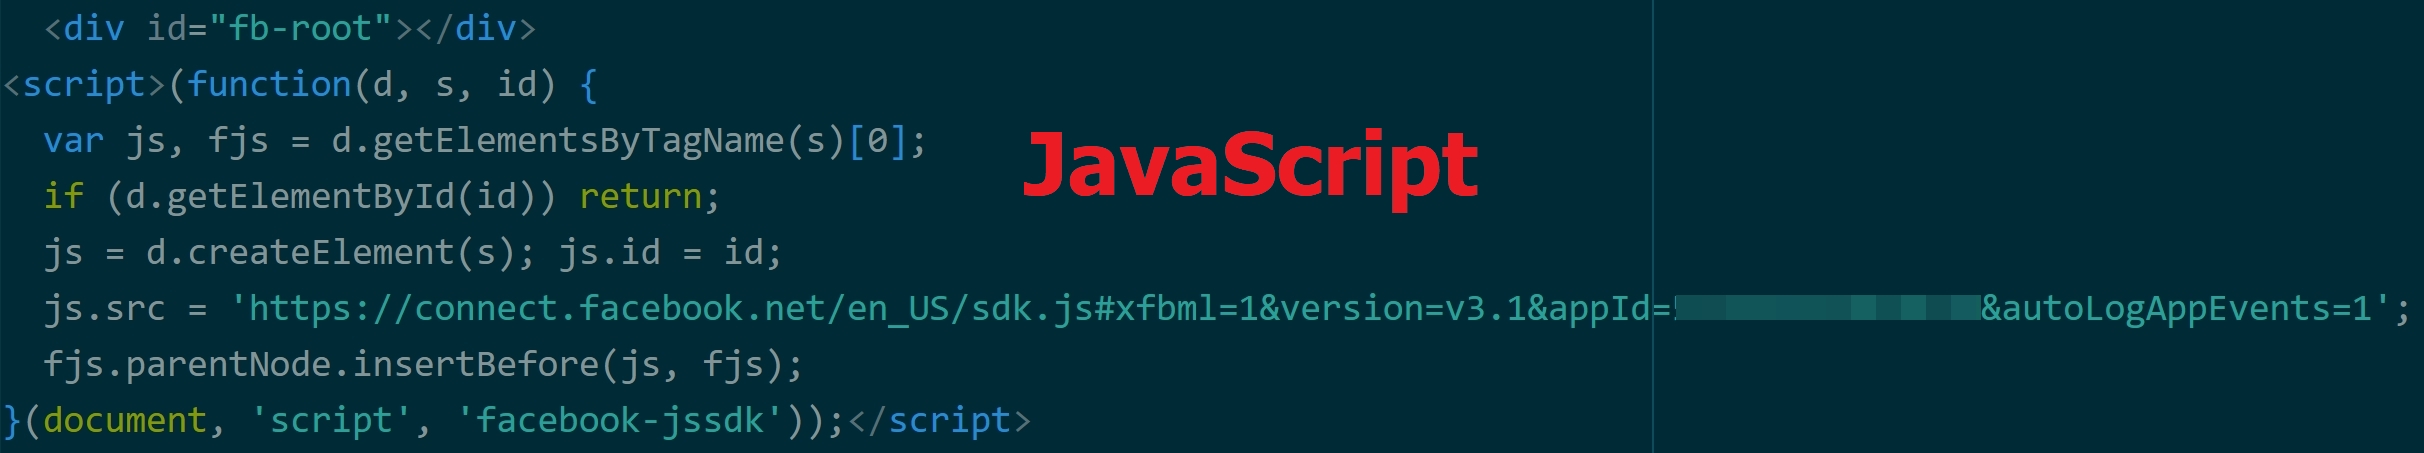 <div id="fb-root"></div>
<script>(function(d, s, id) {
var js, fjs = d.getElementsByTagName(s)[0];
JavaScript
if (d.getElementById(id)) return;
js = d.createElement(s); js.id = id;
js.src = 'https://connect.facebook.net/en_US/sdk.js#xfbml=1&version=v3.1&appId= &autoLogAppEvents=1';
fjs.parentNode.insertBefore(js, fjs);
}(document, 'script', 'facebook-jssdk'));</script>